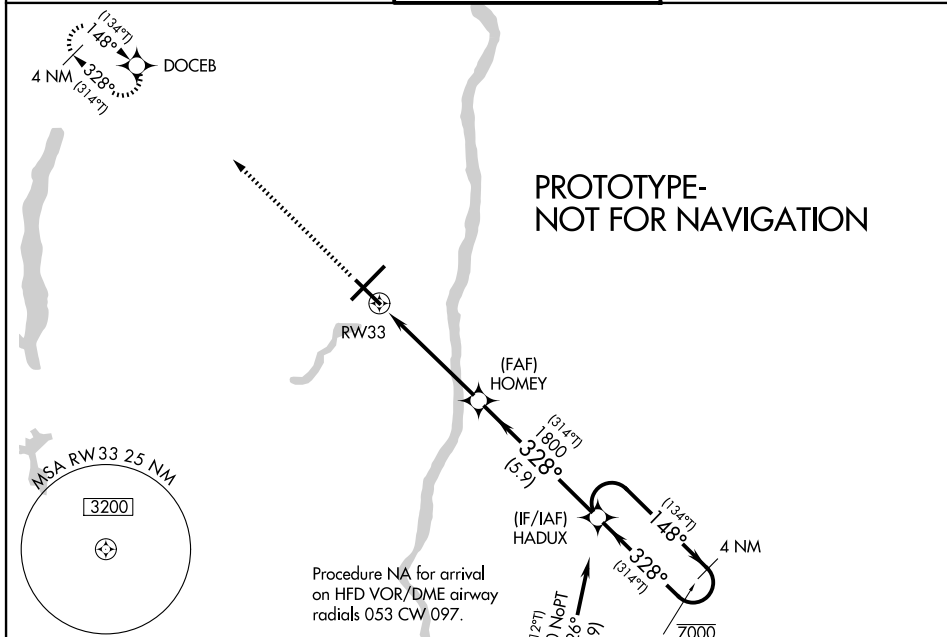 (134°T)
148°
DOCEB
4 NM
328°
(314°T)
PROTOTYPE-
NOT FOR NAVIGATION
RW33
(FAF)
HOMEY
(314°T)
1800
328°
(5.9)
MSA RW33 25 NM
3200
(IF/IAF)
HADUX
(134°T)
148°
4 NM
328°
(314°T)
Procedure NA for arrival
on HFD VOR/DME airway
radials 053 CW 097.
NoPT
7000